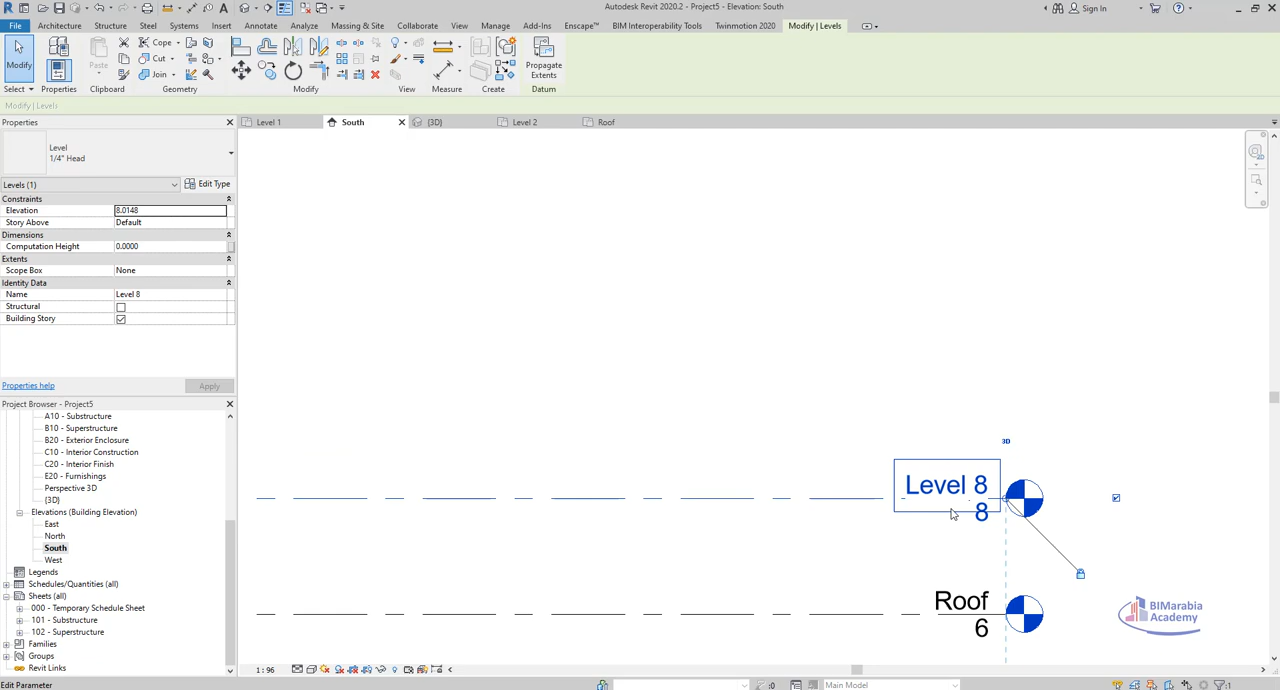 Autodesk Revit 2020.2 - Project5 - Elevation: South
Sign In
File Architecture Structure Steel Systems Insert Annotate Analyze Massing & Site Collaborate View Manage Add-Ins Enscape™ BIM Interoperability Tools Twinmotion 2020 Modify | Levels
Modify Paste Cope Cut Join Propagate Extents
Select Properties Clipboard Geometry Modify View Measure Create Datum
Modify | Levels
Properties
Level 1 South {3D} Level 2 Roof
Level
1/4" Head
Levels (1) Edit Type
Constraints
Elevation 8.0148
Story Above Default
Dimensions
Computation Height 0.0000
Extents
Scope Box None
Identity Data
Name Level 8
Structural
Building Story
Properties help Apply
Project Browser - Project5
A10 - Substructure
B10 - Superstructure
B20 - Exterior Enclosure
C10 - Interior Construction
C20 - Interior Finish
E20 - Furnishings
Perspective 3D
{3D}
Elevations (Building Elevation)
East
North
South
West
Legends
Schedules/Quantities (all)
Sheets (all)
000 - Temporary Schedule Sheet
101 - Substructure
102 - Superstructure
Families
Groups
Revit Links
3D
Level 8
8
Roof
6
BIMarabia
Academy
1 : 96
Edit Parameter
:0
Main Model
:1